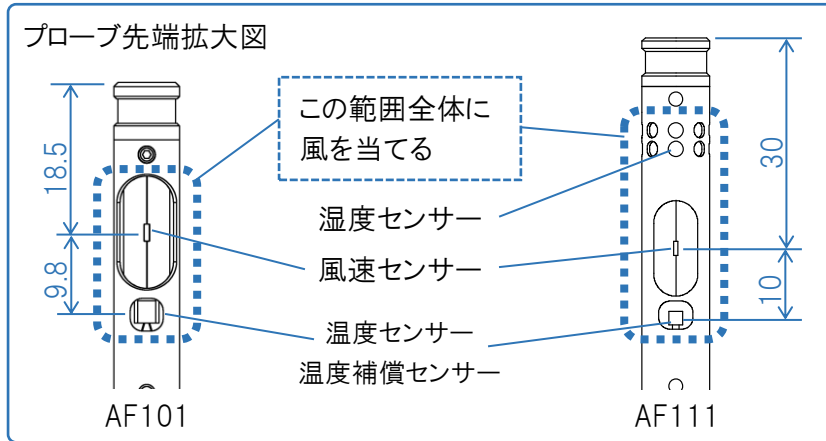 プローブ先端拡大図
この範囲全体に
風を当てる
18.5
9.8
30
10
湿度センサー
風速センサー
温度センサー
温度補償センサー
AF101
AF111